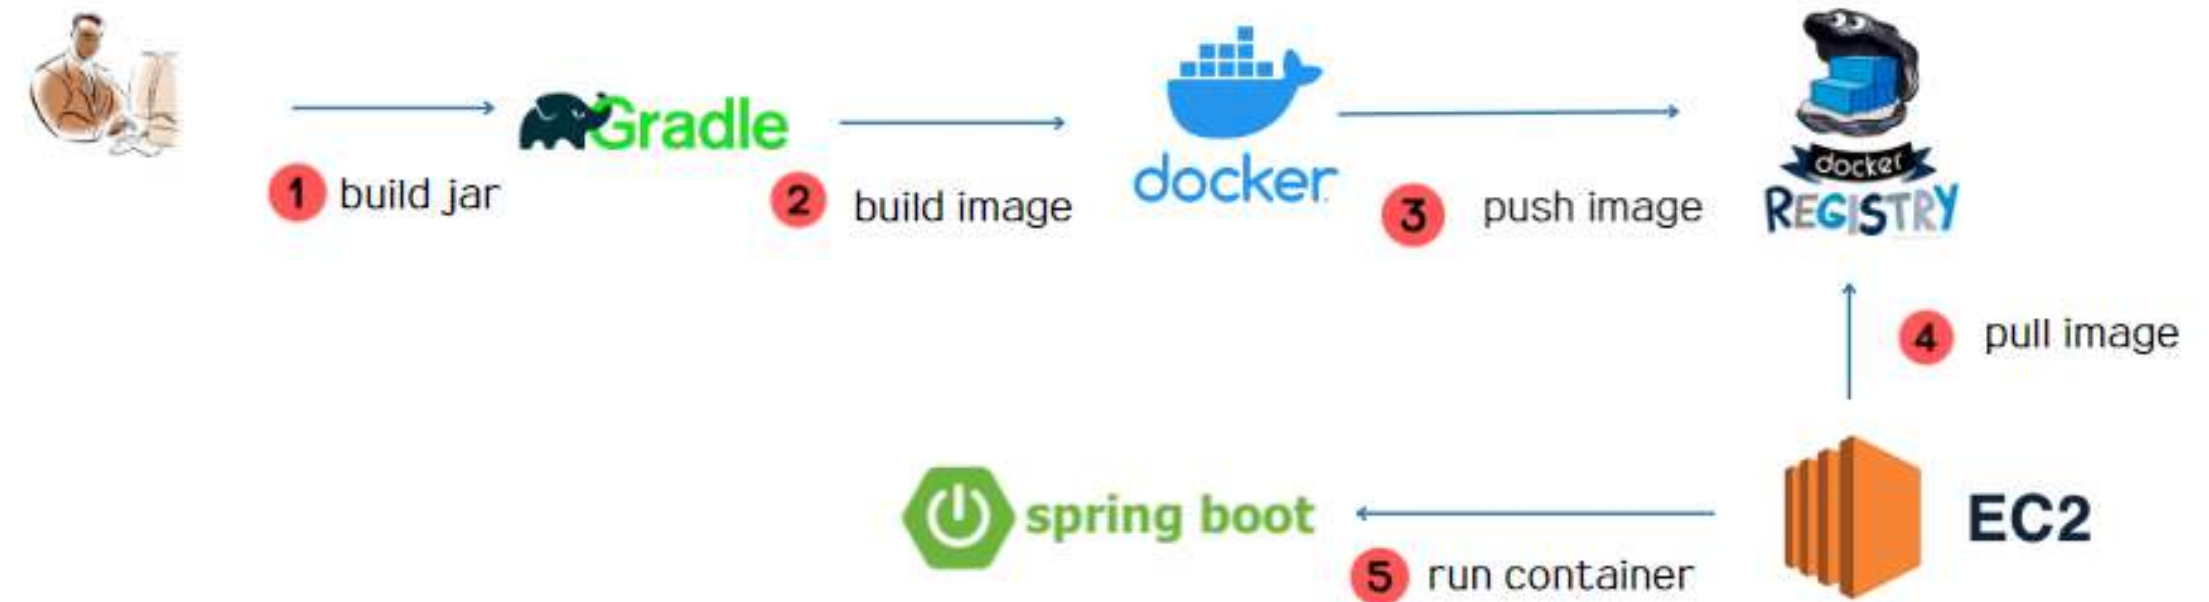 Gradle
1 build jar
2 build image
docker
3 push image
docker
REGISTRY
4 pull image
EC2
spring boot
5 run container